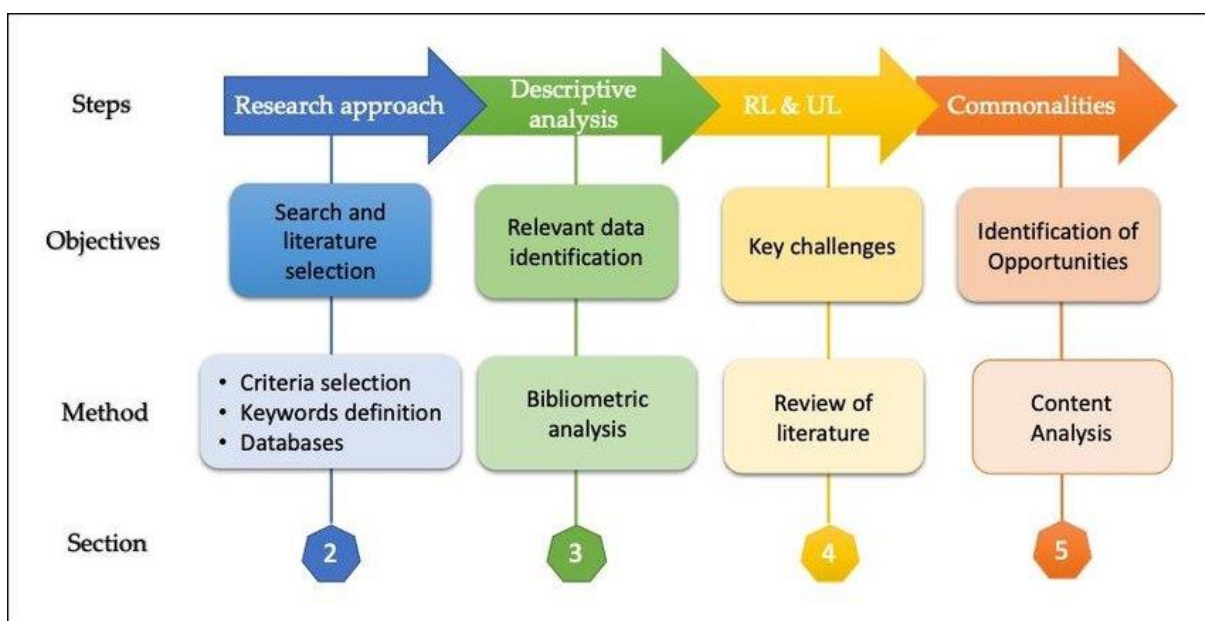 Steps
Research approach
Descriptive
analysis
RL & UL
Commonalities
Objectives
Search and
literature
selection
Relevant data
identification
Key challenges
Identification of
Opportunities
Method
• Criteria selection
• Keywords definition
• Databases
Bibliometric
analysis
Review of
literature
Content
Analysis
Section
2
3
4
5